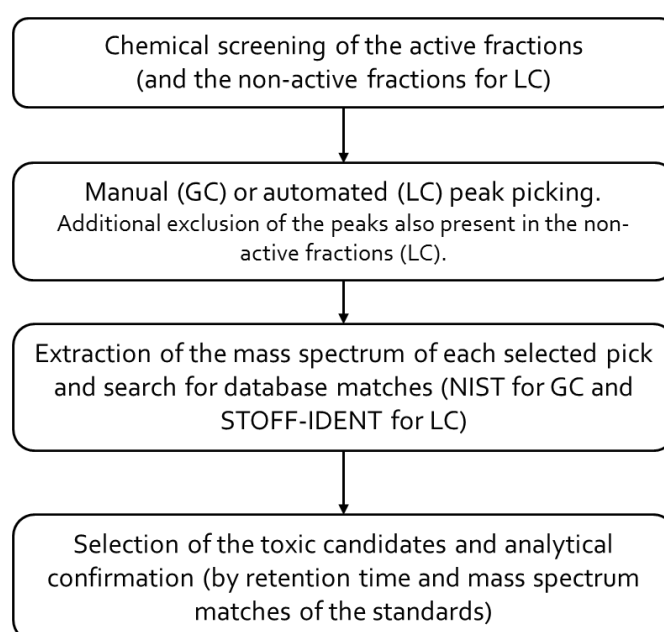 Chemical screening of the active fractions
(and the non-active fractions for LC)
Manual (GC) or automated (LC) peak picking.
Additional exclusion of the peaks also present in the non-
active fractions (LC).
Extraction of the mass spectrum of each selected pick
and search for database matches (NIST for GC and
STOFF-IDENT for LC)
Selection of the toxic candidates and analytical
confirmation (by retention time and mass spectrum
matches of the standards)